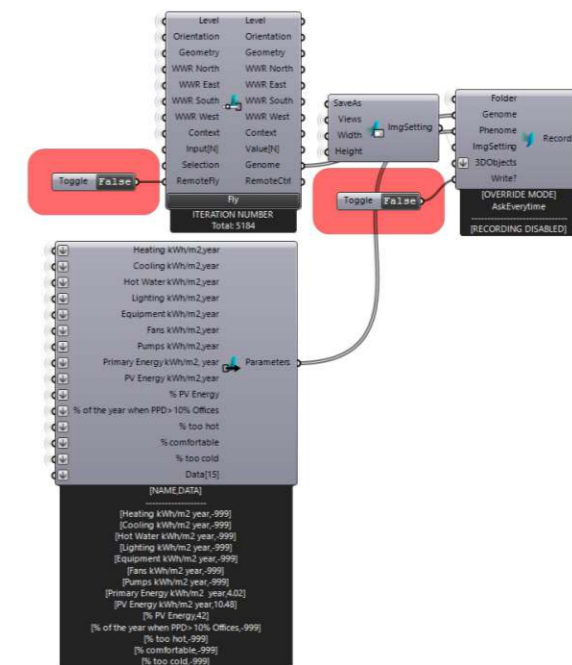 Level Level
Orientation Orientation
Geometry Geometry
WWR North WWR North
WWR East WWR East
WWR South WWR South
WWR West WWR West
Context Context
Input[N] Value[N]
Selection Genome
RemoteFly RemoteCtrl
Fly
ITERATION NUMBER
Total: 5184
Toggle False
SaveAs
Views
Width
Height
ImgSetting
Toggle False
Folder
Genome
Phenome
ImgSetting
3DObjects
Write?
Record
[OVERRIDE MODE]
AskEverytime
--------------------
[RECORDING DISABLED]
Heating kWh/m2,year
Cooling kWh/m2,year
Hot Water kWh/m2,year
Lighting kWh/m2,year
Equipment kWh/m2,year
Fans kWh/m2,year
Pumps kWh/m2,year
Primary Energy kWh/m2, year
PV Energy kWh/m2,year
% PV Energy
% of the year when PPD> 10% Offices
% too hot
% comfortable
% too cold
Data[15]
Parameters
[NAME,DATA]
--------------------
[Heating kWh/m2 year,-999]
[Cooling kWh/m2 year,-999]
[Hot Water kWh/m2 year,-999]
[Lighting kWh/m2 year,-999]
[Equipment kWh/m2 year,-999]
[Fans kWh/m2 year,-999]
[Pumps kWh/m2 year,-999]
[Primary Energy kWh/m2 year,4.02]
[PV Energy kWh/m2 year,10.48]
[% PV Energy,42]
[% of the year when PPD> 10% Offices,-999]
[% too hot,-999]
[% comfortable,-999]
[% too cold,-999]